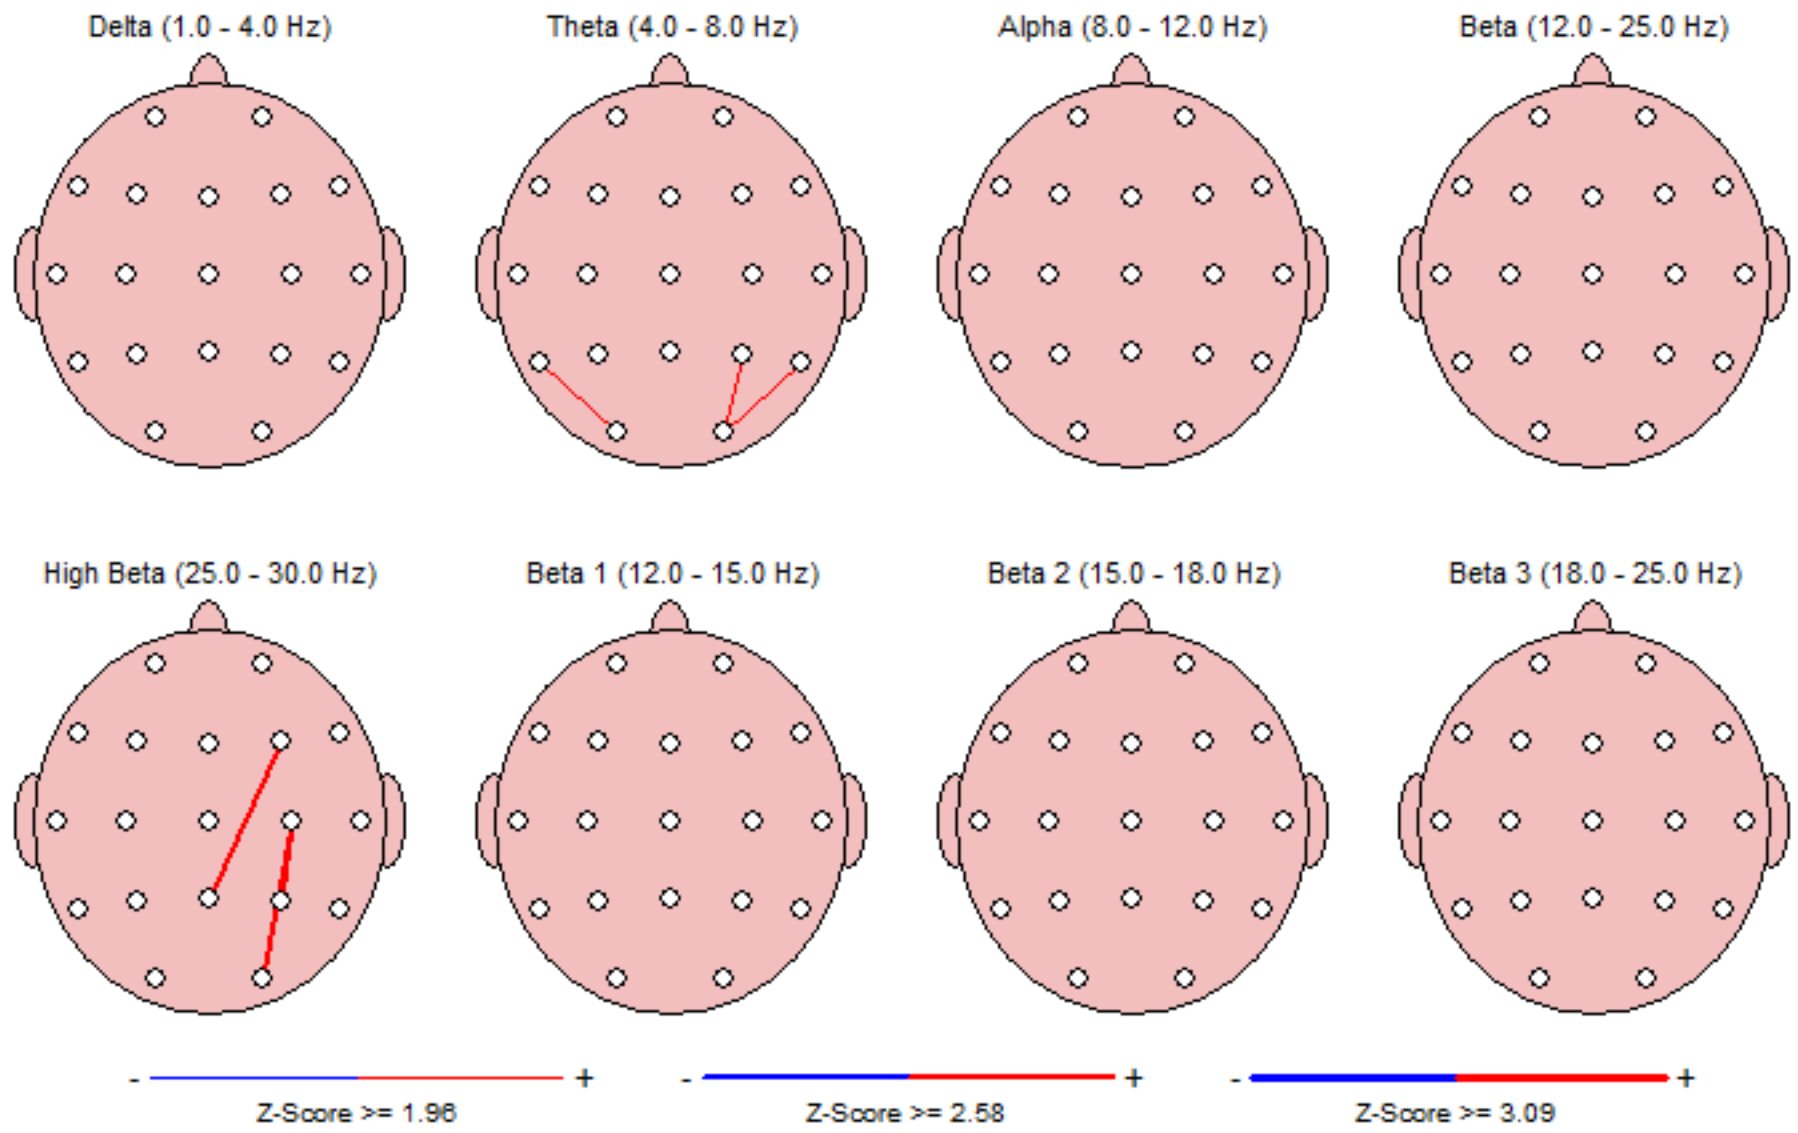 Delta (1.0 - 4.0 Hz) Theta (4.0 - 8.0 Hz) Alpha (8.0 - 12.0 Hz) Beta (12.0 - 25.0 Hz)
High Beta (25.0 - 30.0 Hz) Beta 1 (12.0 - 15.0 Hz) Beta 2 (15.0 - 18.0 Hz) Beta 3 (18.0 - 25.0 Hz)
- + - + - +
Z-Score >= 1.96 Z-Score >= 2.58 Z-Score >= 3.09